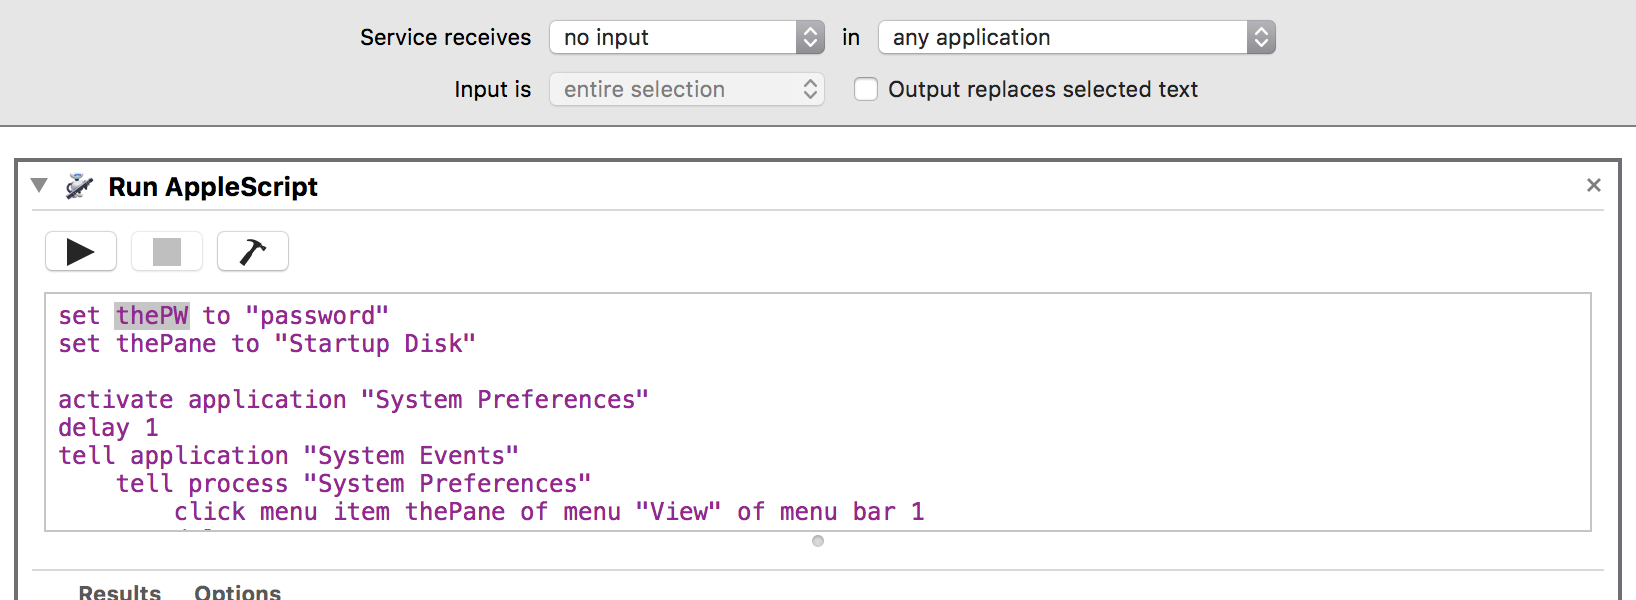 Service receives no input in any application
Input is entire selection Output replaces selected text
Run AppleScript
set thePW to "password"
set thePane to "Startup Disk"
activate application "System Preferences"
delay 1
tell application "System Events"
tell process "System Preferences"
click menu item thePane of menu "View" of menu bar 1
Results Options